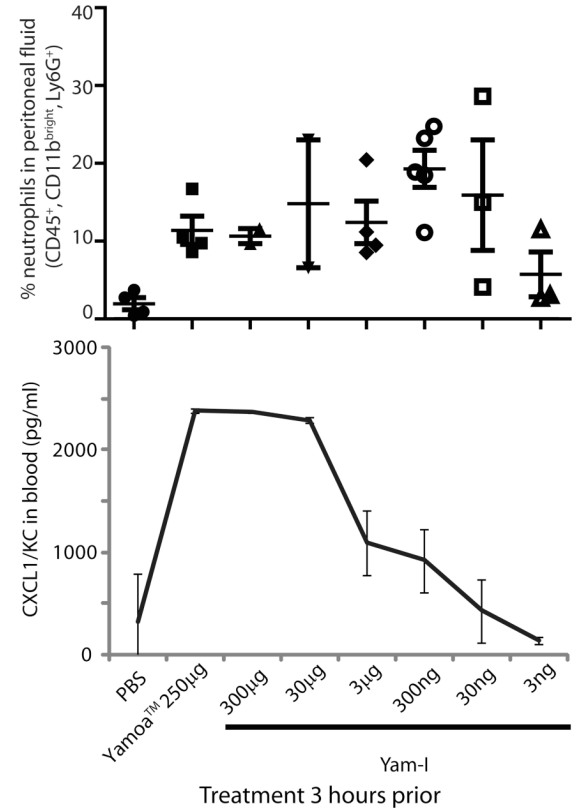 % neutrophils in peritoneal fluid
(CD45⁺, CD11bᵇʳⁱᵍʰᵗ, Ly6G⁺)
40
30
20
10
0
CXCL1/KC in blood (pg/ml)
3000
2000
1000
0
PBS
Yamoa™ 250µg
300µg
30µg
3µg
300ng
30ng
3ng
Yam-I
Treatment 3 hours prior